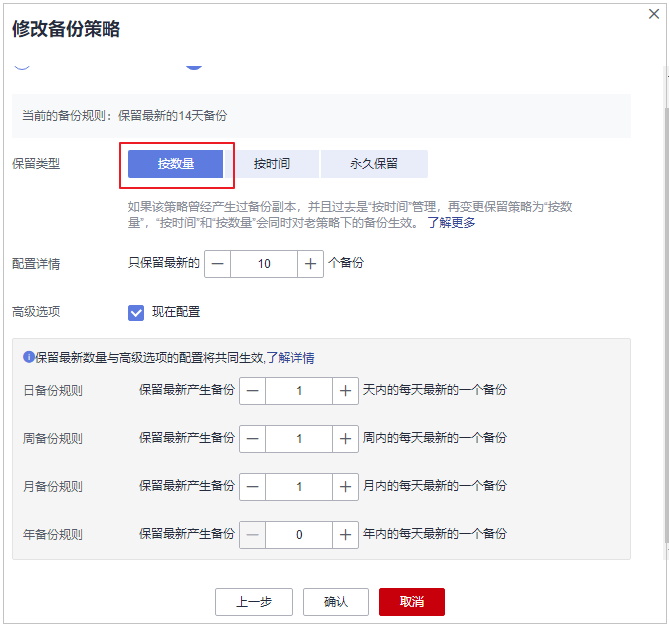 修改备份策略
当前的备份规则：保留最新的14天备份
保留类型 按数量 按时间 永久保留
如果该策略曾经产生过备份副本，并且过去是“按时间”管理，再变更保留策略为“按数
量”，“按时间”和“按数量”会同时对老策略下的备份生效。 了解更多
配置详情 只保留最新的 10 个备份
高级选项 现在配置
保留最新数量与高级选项的配置将共同生效,了解详情
日备份规则 保留最新产生备份 1 天内的每天最新的一个备份
周备份规则 保留最新产生备份 1 周内的每天最新的一个备份
月备份规则 保留最新产生备份 1 月内的每天最新的一个备份
年备份规则 保留最新产生备份 0 年内的每天最新的一个备份
上一步 确认 取消